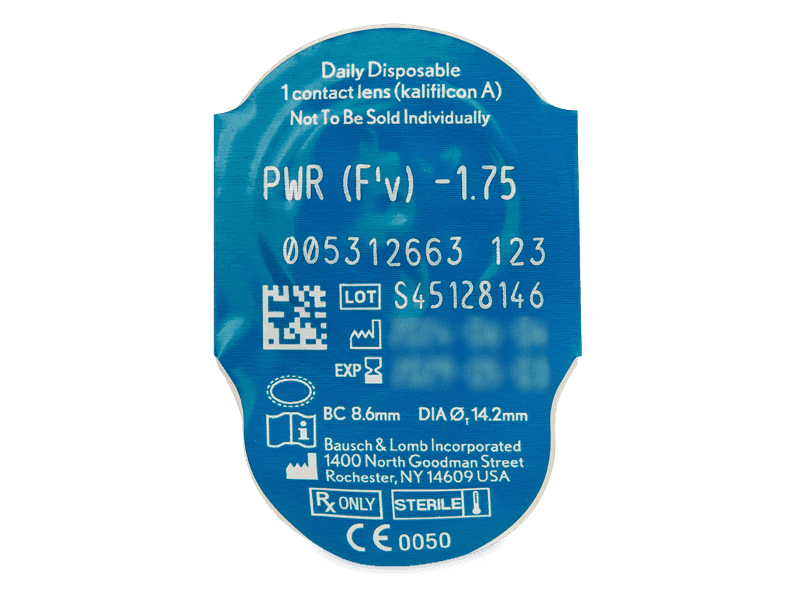 Daily Disposable
1 contact lens (kalifilcon A)
Not To Be Sold Individually
PWR (F'v) -1.75
005312663 123
LOT S45128146
EXP
BC 8.6mm DIA Ø_T 14.2mm
Bausch & Lomb Incorporated
1400 North Goodman Street
Rochester, NY 14609 USA
Rx ONLY STERILE
CE 0050